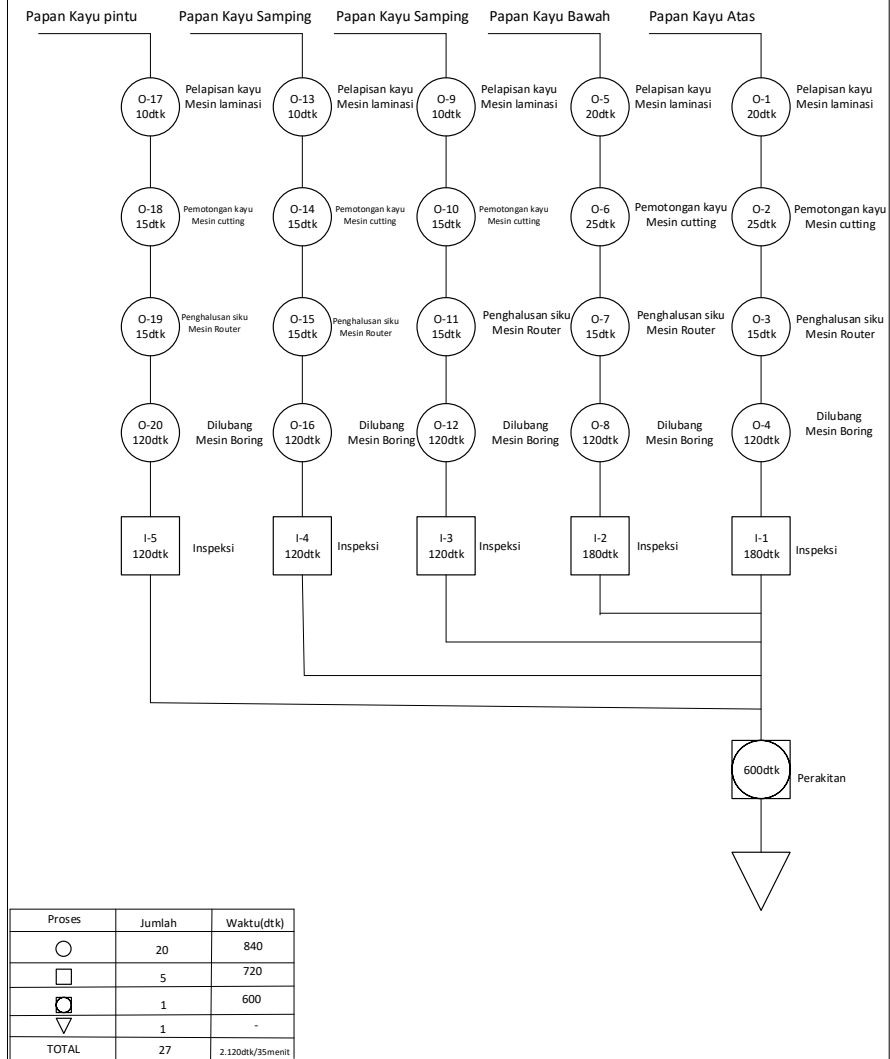 Papan Kayu pintu
Papan Kayu Samping
Papan Kayu Samping
Papan Kayu Bawah
Papan Kayu Atas
O-17
10dtk
Pelapisan kayu
Mesin laminasi
O-13
10dtk
Pelapisan kayu
Mesin laminasi
O-9
10dtk
Pelapisan kayu
Mesin laminasi
O-5
20dtk
Pelapisan kayu
Mesin laminasi
O-1
20dtk
Pelapisan kayu
Mesin laminasi
O-18
15dtk
Pemotongan kayu
Mesin cutting
O-14
15dtk
Pemotongan kayu
Mesin cutting
O-10
15dtk
Pemotongan kayu
Mesin cutting
O-6
25dtk
Pemotongan kayu
Mesin cutting
O-2
25dtk
Pemotongan kayu
Mesin cutting
O-19
15dtk
Penghalusan siku
Mesin Router
O-15
15dtk
Penghalusan siku
Mesin Router
O-11
15dtk
Penghalusan siku
Mesin Router
O-7
15dtk
Penghalusan siku
Mesin Router
O-3
15dtk
Penghalusan siku
Mesin Router
O-20
120dtk
Dilubang
Mesin Boring
O-16
120dtk
Dilubang
Mesin Boring
O-12
120dtk
Dilubang
Mesin Boring
O-8
120dtk
Dilubang
Mesin Boring
O-4
120dtk
Dilubang
Mesin Boring
I-5
120dtk
Inspeksi
I-4
120dtk
Inspeksi
I-3
120dtk
Inspeksi
I-2
180dtk
Inspeksi
I-1
180dtk
Inspeksi
600dtk
Perakitan
Proses Jumlah Waktu(dtk)
20 840
5 720
1 600
1 -
TOTAL 27 2.120dtk/35menit